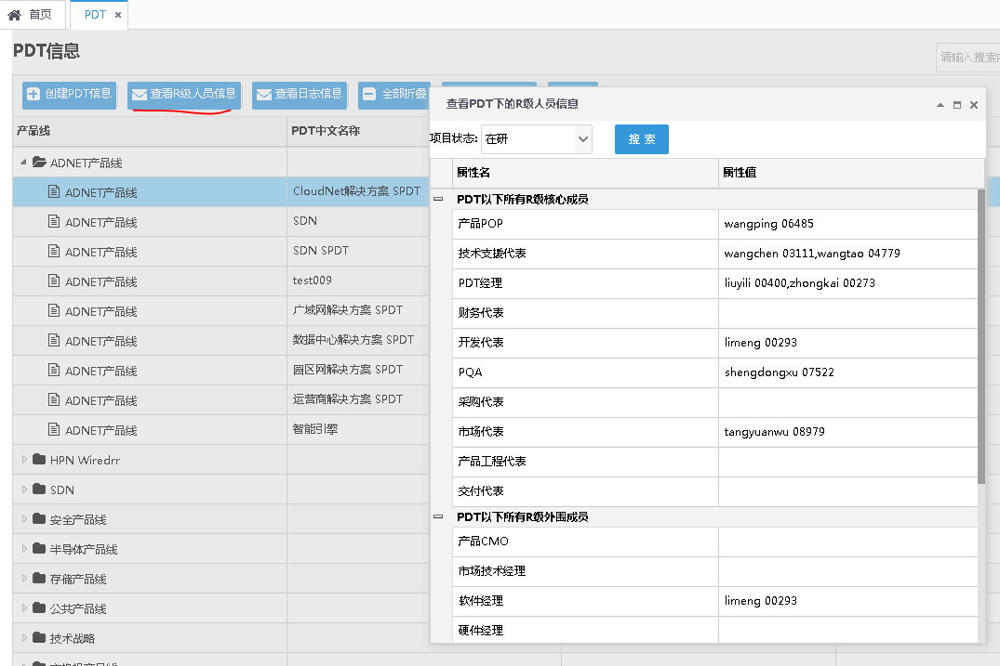 首页
PDT
PDT信息
请输入搜索内
创建PDT信息
查看R级人员信息
查看日志信息
全部折叠
产品线
PDT中文名称
ADNET产品线
ADNET产品线 CloudNet解决方案 SPDT
ADNET产品线 SDN
ADNET产品线 SDN SPDT
ADNET产品线 test009
ADNET产品线 广域网解决方案 SPDT
ADNET产品线 数据中心解决方案 SPDT
ADNET产品线 园区网解决方案 SPDT
ADNET产品线 运营商解决方案 SPDT
ADNET产品线 智能引擎
HPN Wiredrr
SDN
安全产品线
半导体产品线
存储产品线
公共产品线
技术战略
查看PDT下的R级人员信息
项目状态: 在研 搜 索
属性名 属性值
PDT以下所有R级核心成员
产品POP wangping 06485
技术支援代表 wangchen 03111,wangtao 04779
PDT经理 liuyili 00400,zhongkai 00273
财务代表
开发代表 limeng 00293
PQA shengdongxu 07522
采购代表
市场代表 tangyuanwu 08979
产品工程代表
交付代表
PDT以下所有R级外围成员
产品CMO
市场技术经理
软件经理 limeng 00293
硬件经理